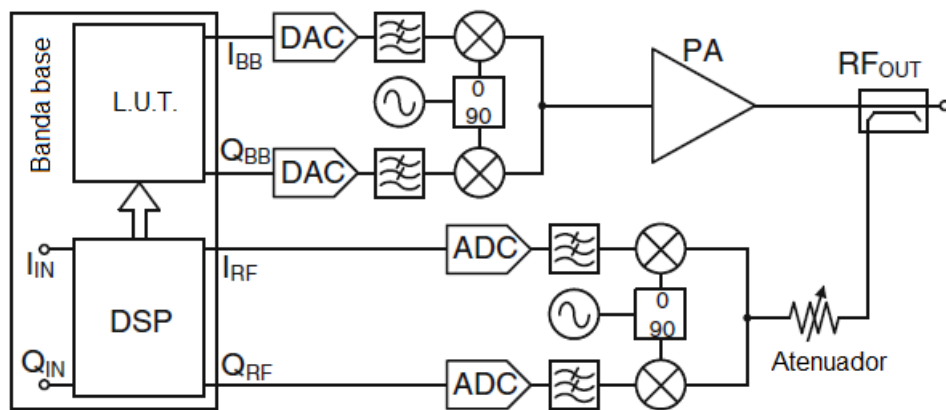 Banda base
L.U.T.
I_BB
DAC
0
90
PA
RF_OUT
Q_BB
DAC
I_IN
DSP
Q_IN
I_RF
ADC
0
90
Q_RF
ADC
Atenuador